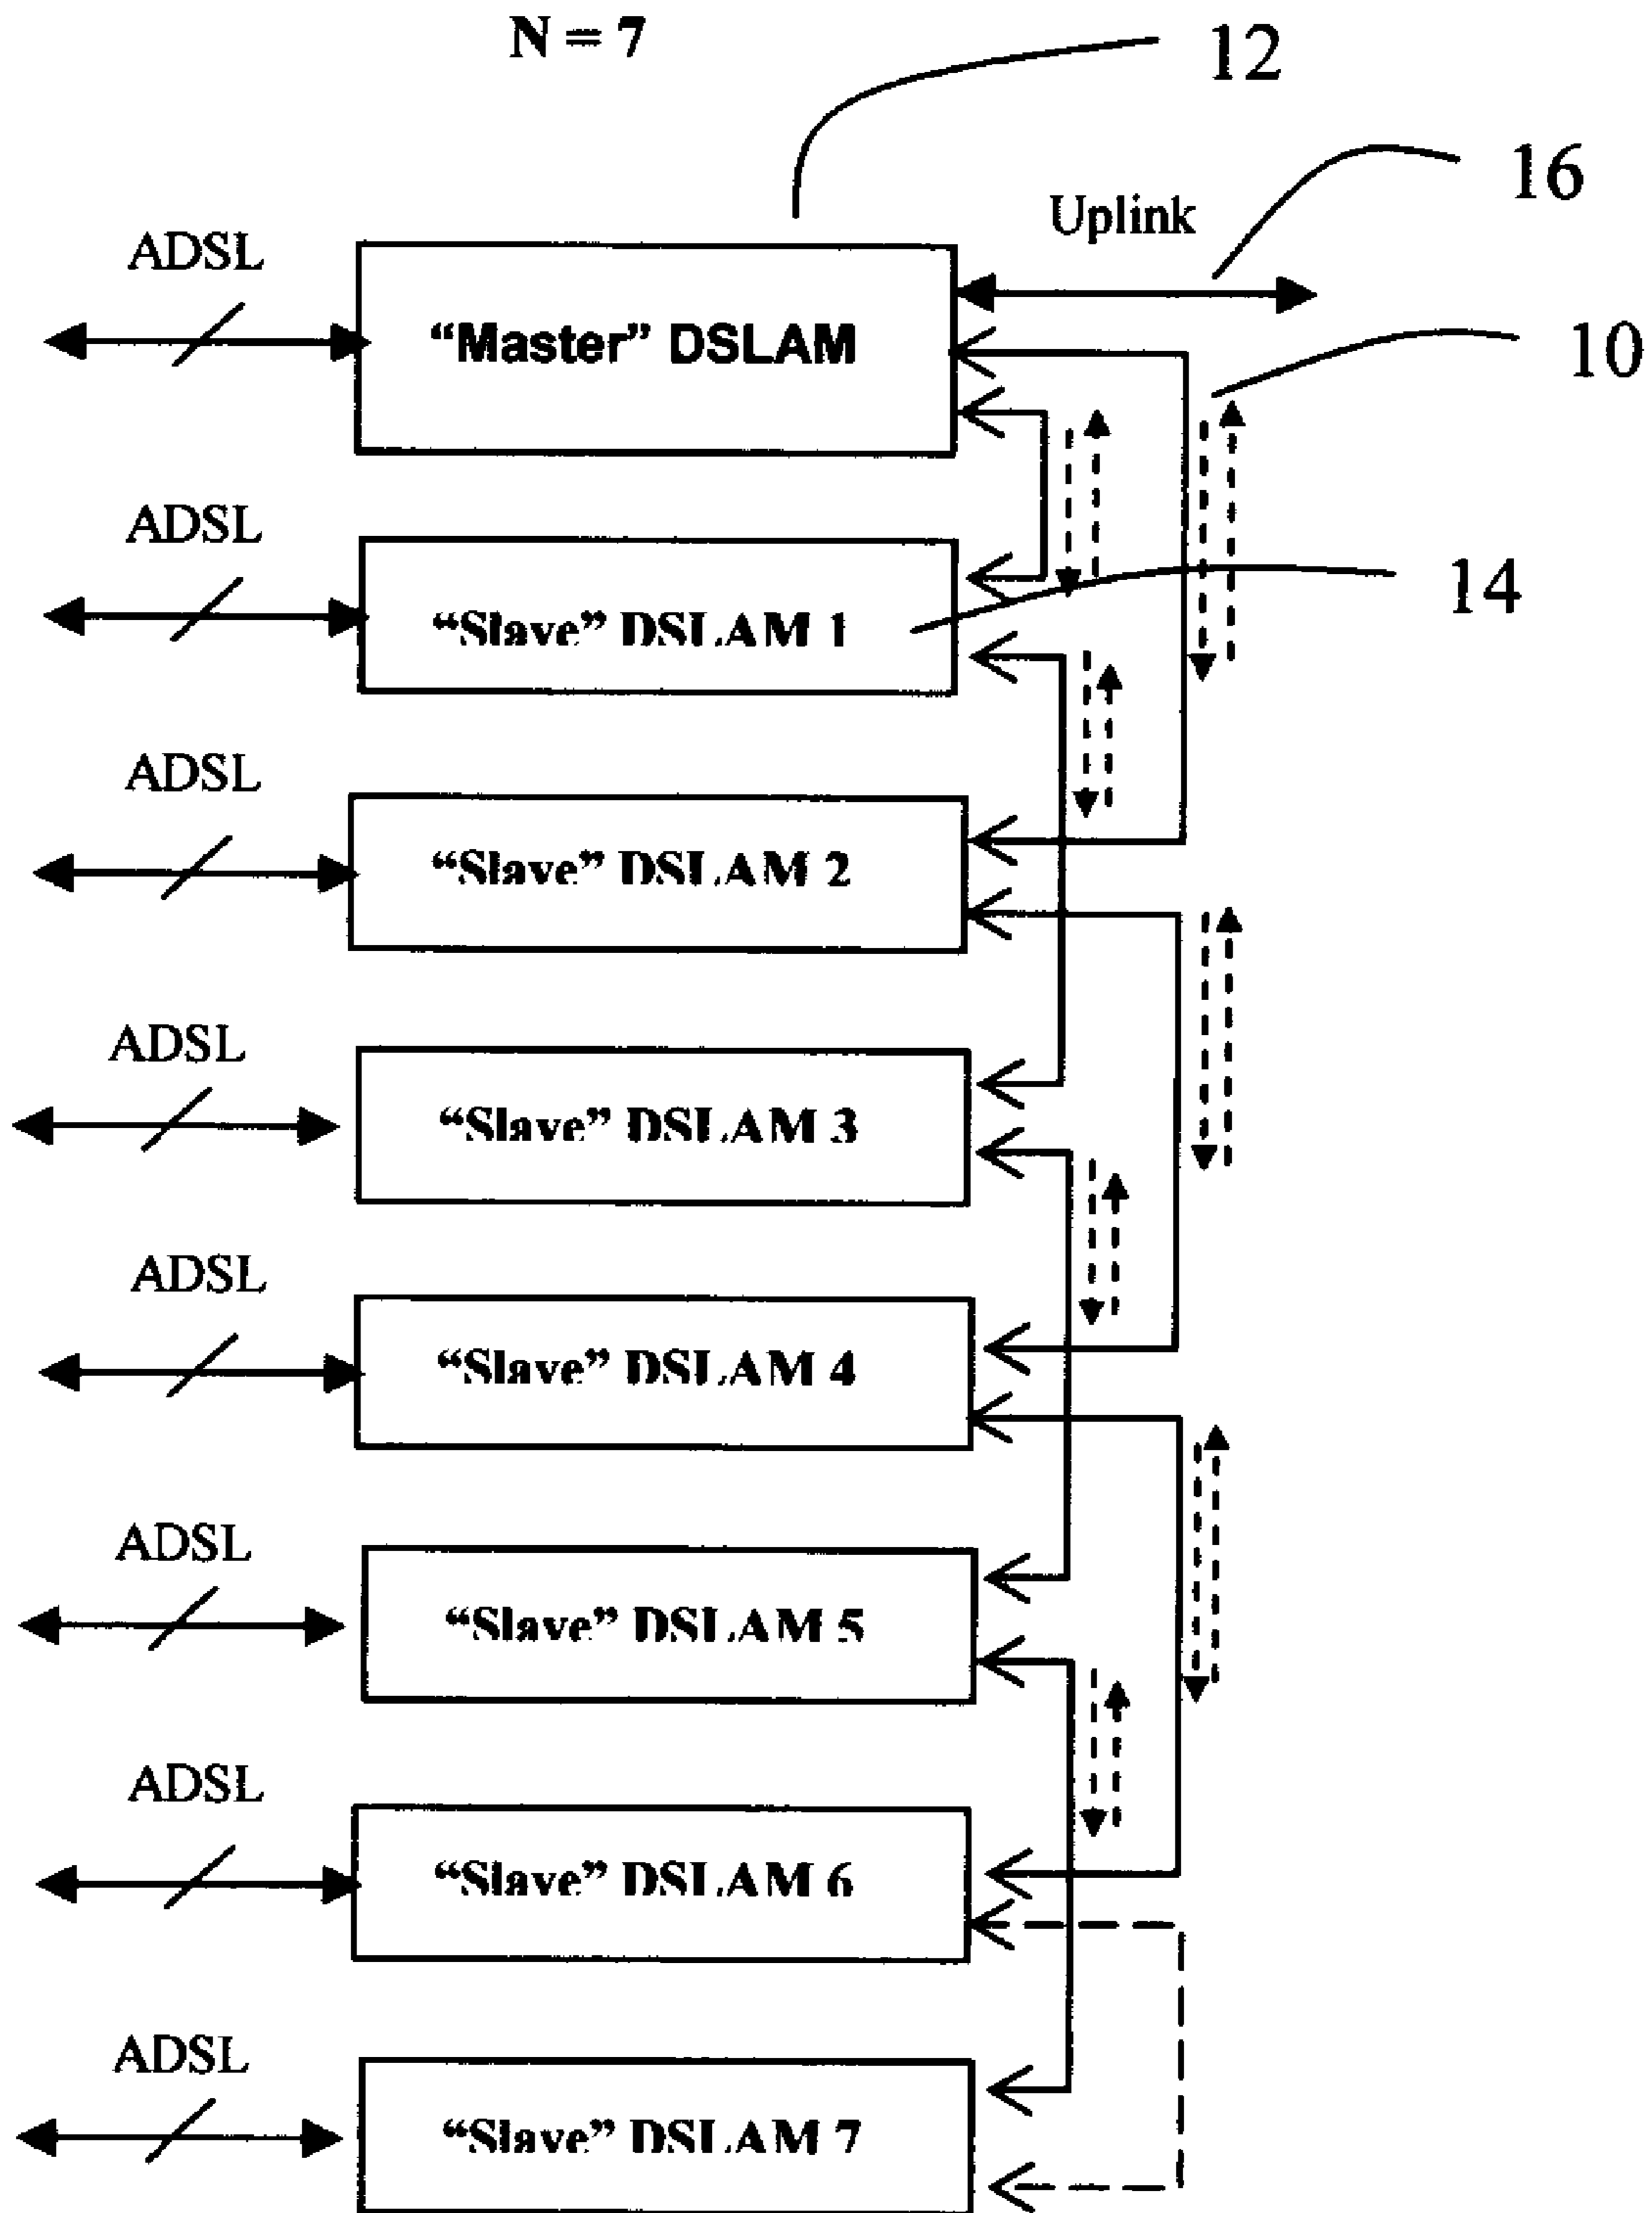 N = 7
12
16
Uplink
ADSL
“Master” DSLAM
10
ADSL
“Slave” DSLAM 1
14
ADSL
“Slave” DSLAM 2
ADSL
“Slave” DSLAM 3
ADSL
“Slave” DSLAM 4
ADSL
“Slave” DSLAM 5
ADSL
“Slave” DSLAM 6
ADSL
“Slave” DSLAM 7